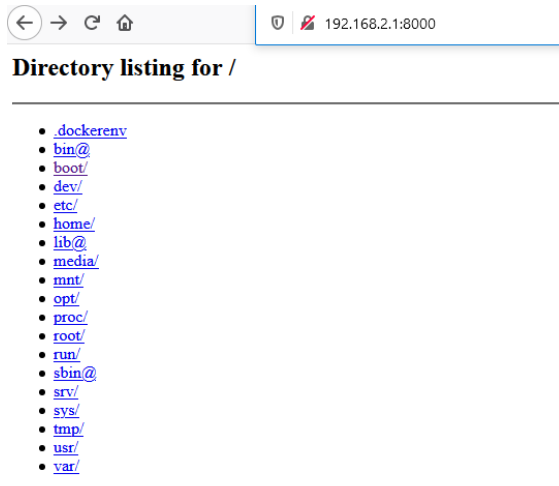 192.168.2.1:8000
Directory listing for /
.dockerenv
bin@
boot/
dev/
etc/
home/
lib@
media/
mnt/
opt/
proc/
root/
run/
sbin@
srv/
sys/
tmp/
usr/
var/